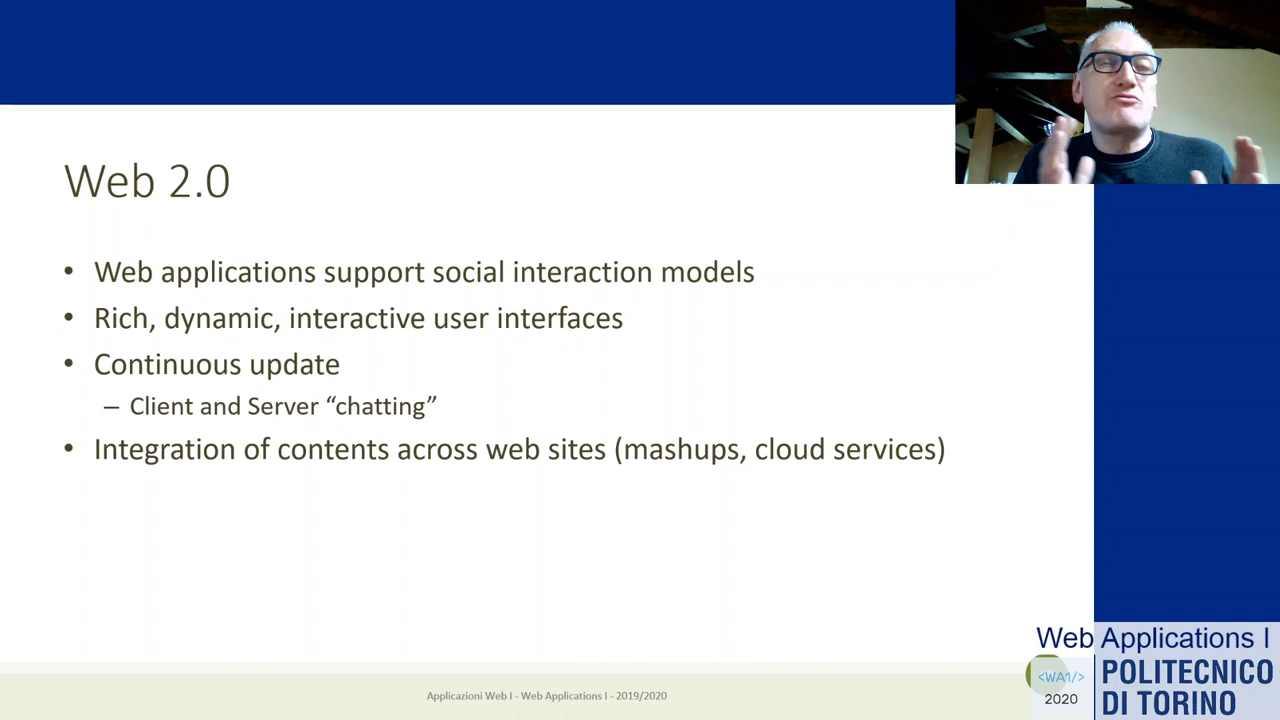 Web 2.0
• Web applications support social interaction models
• Rich, dynamic, interactive user interfaces
• Continuous update
– Client and Server “chatting”
• Integration of contents across web sites (mashups, cloud services)
Applicazioni Web I - Web Applications I - 2019/2020
Web Applications I
<WA1/>
2020
POLITECNICO
DI TORINO